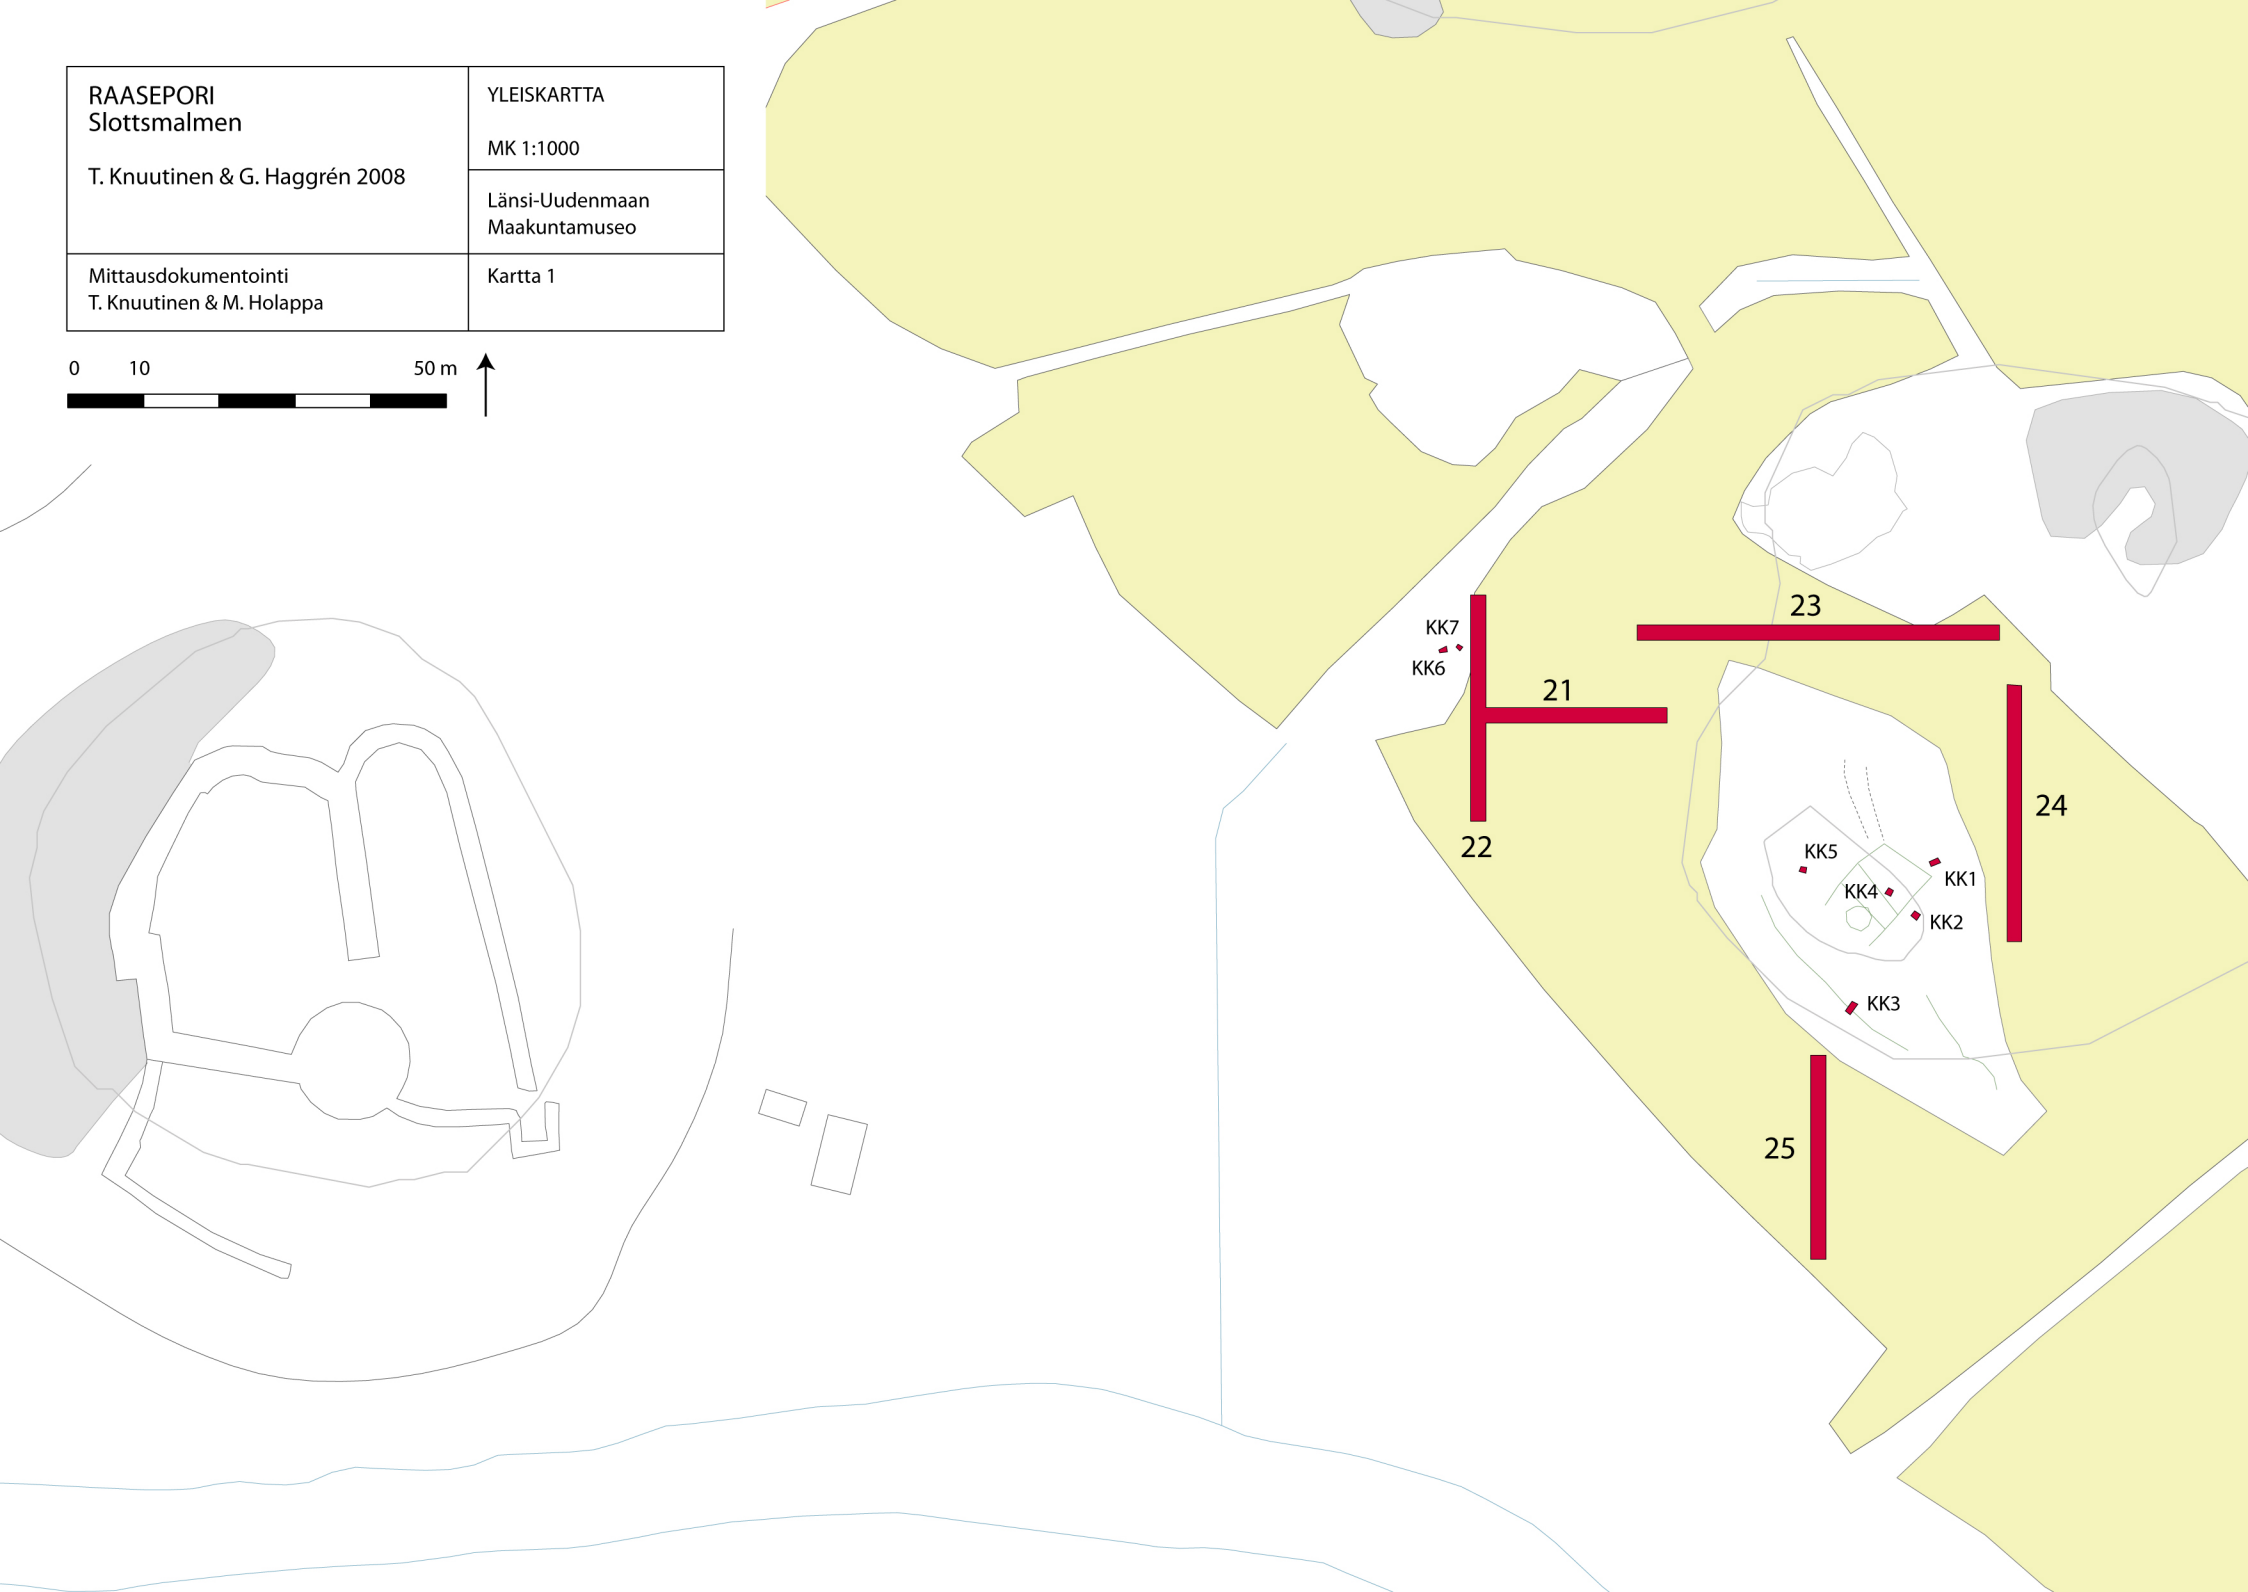 RAASEPORI
Slottsmalmen
T. Knuutinen & G. Haggrén 2008
YLEISKARTTA
MK 1:1000
Länsi-Uudenmaan
Maakuntamuseo
Mittausdokumentointi
T. Knuutinen & M. Holappa
Kartta 1
0 10 50 m
23
KK7
KK6
21
22
24
KK5
KK4
KK1
KK2
KK3
25